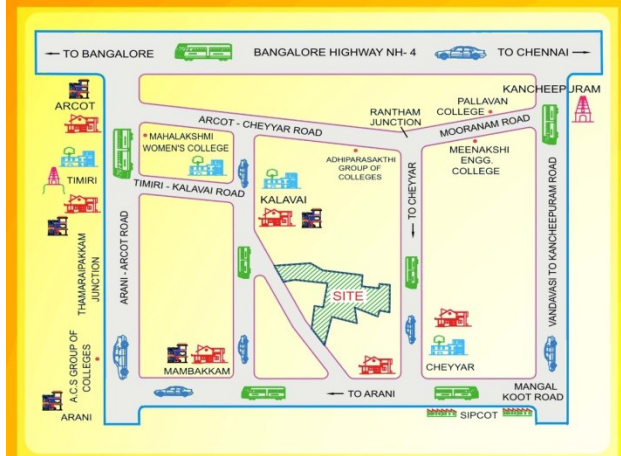 ← TO BANGALORE
BANGALORE HIGHWAY NH- 4
TO CHENNAI →
ARCOT
KANCHEEPURAM
ARCOT - CHEYYAR ROAD
RANTHAM
JUNCTION
PALLAVAN
COLLEGE
MOORANAM ROAD
MAHALAKSHMI
WOMEN'S COLLEGE
ADHIPARASAKTHI
GROUP OF
COLLEGES
MEENAKSHI
ENGG.
COLLEGE
TIMIRI
TIMIRI - KALAVAI ROAD
KALAVAI
← TO CHEYYAR
VANDAVASI TO KANCHEEPURAM ROAD
ARANI - ARCOT ROAD
THAMARAIPAKKAM
JUNCTION
SITE
A.C.S GROUP OF
COLLEGES
MAMBAKKAM
CHEYYAR
ARANI
← TO ARANI
MANGAL
KOOT ROAD
SIPCOT